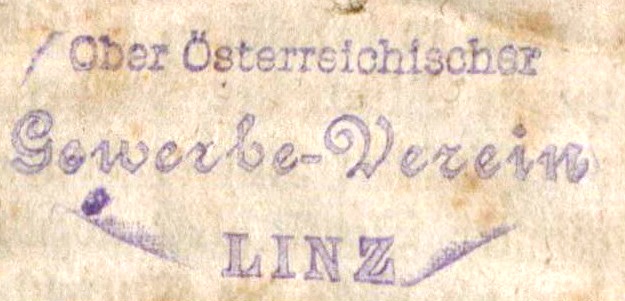 Ober Österreichischer
Gewerbe-Verein
LINZ